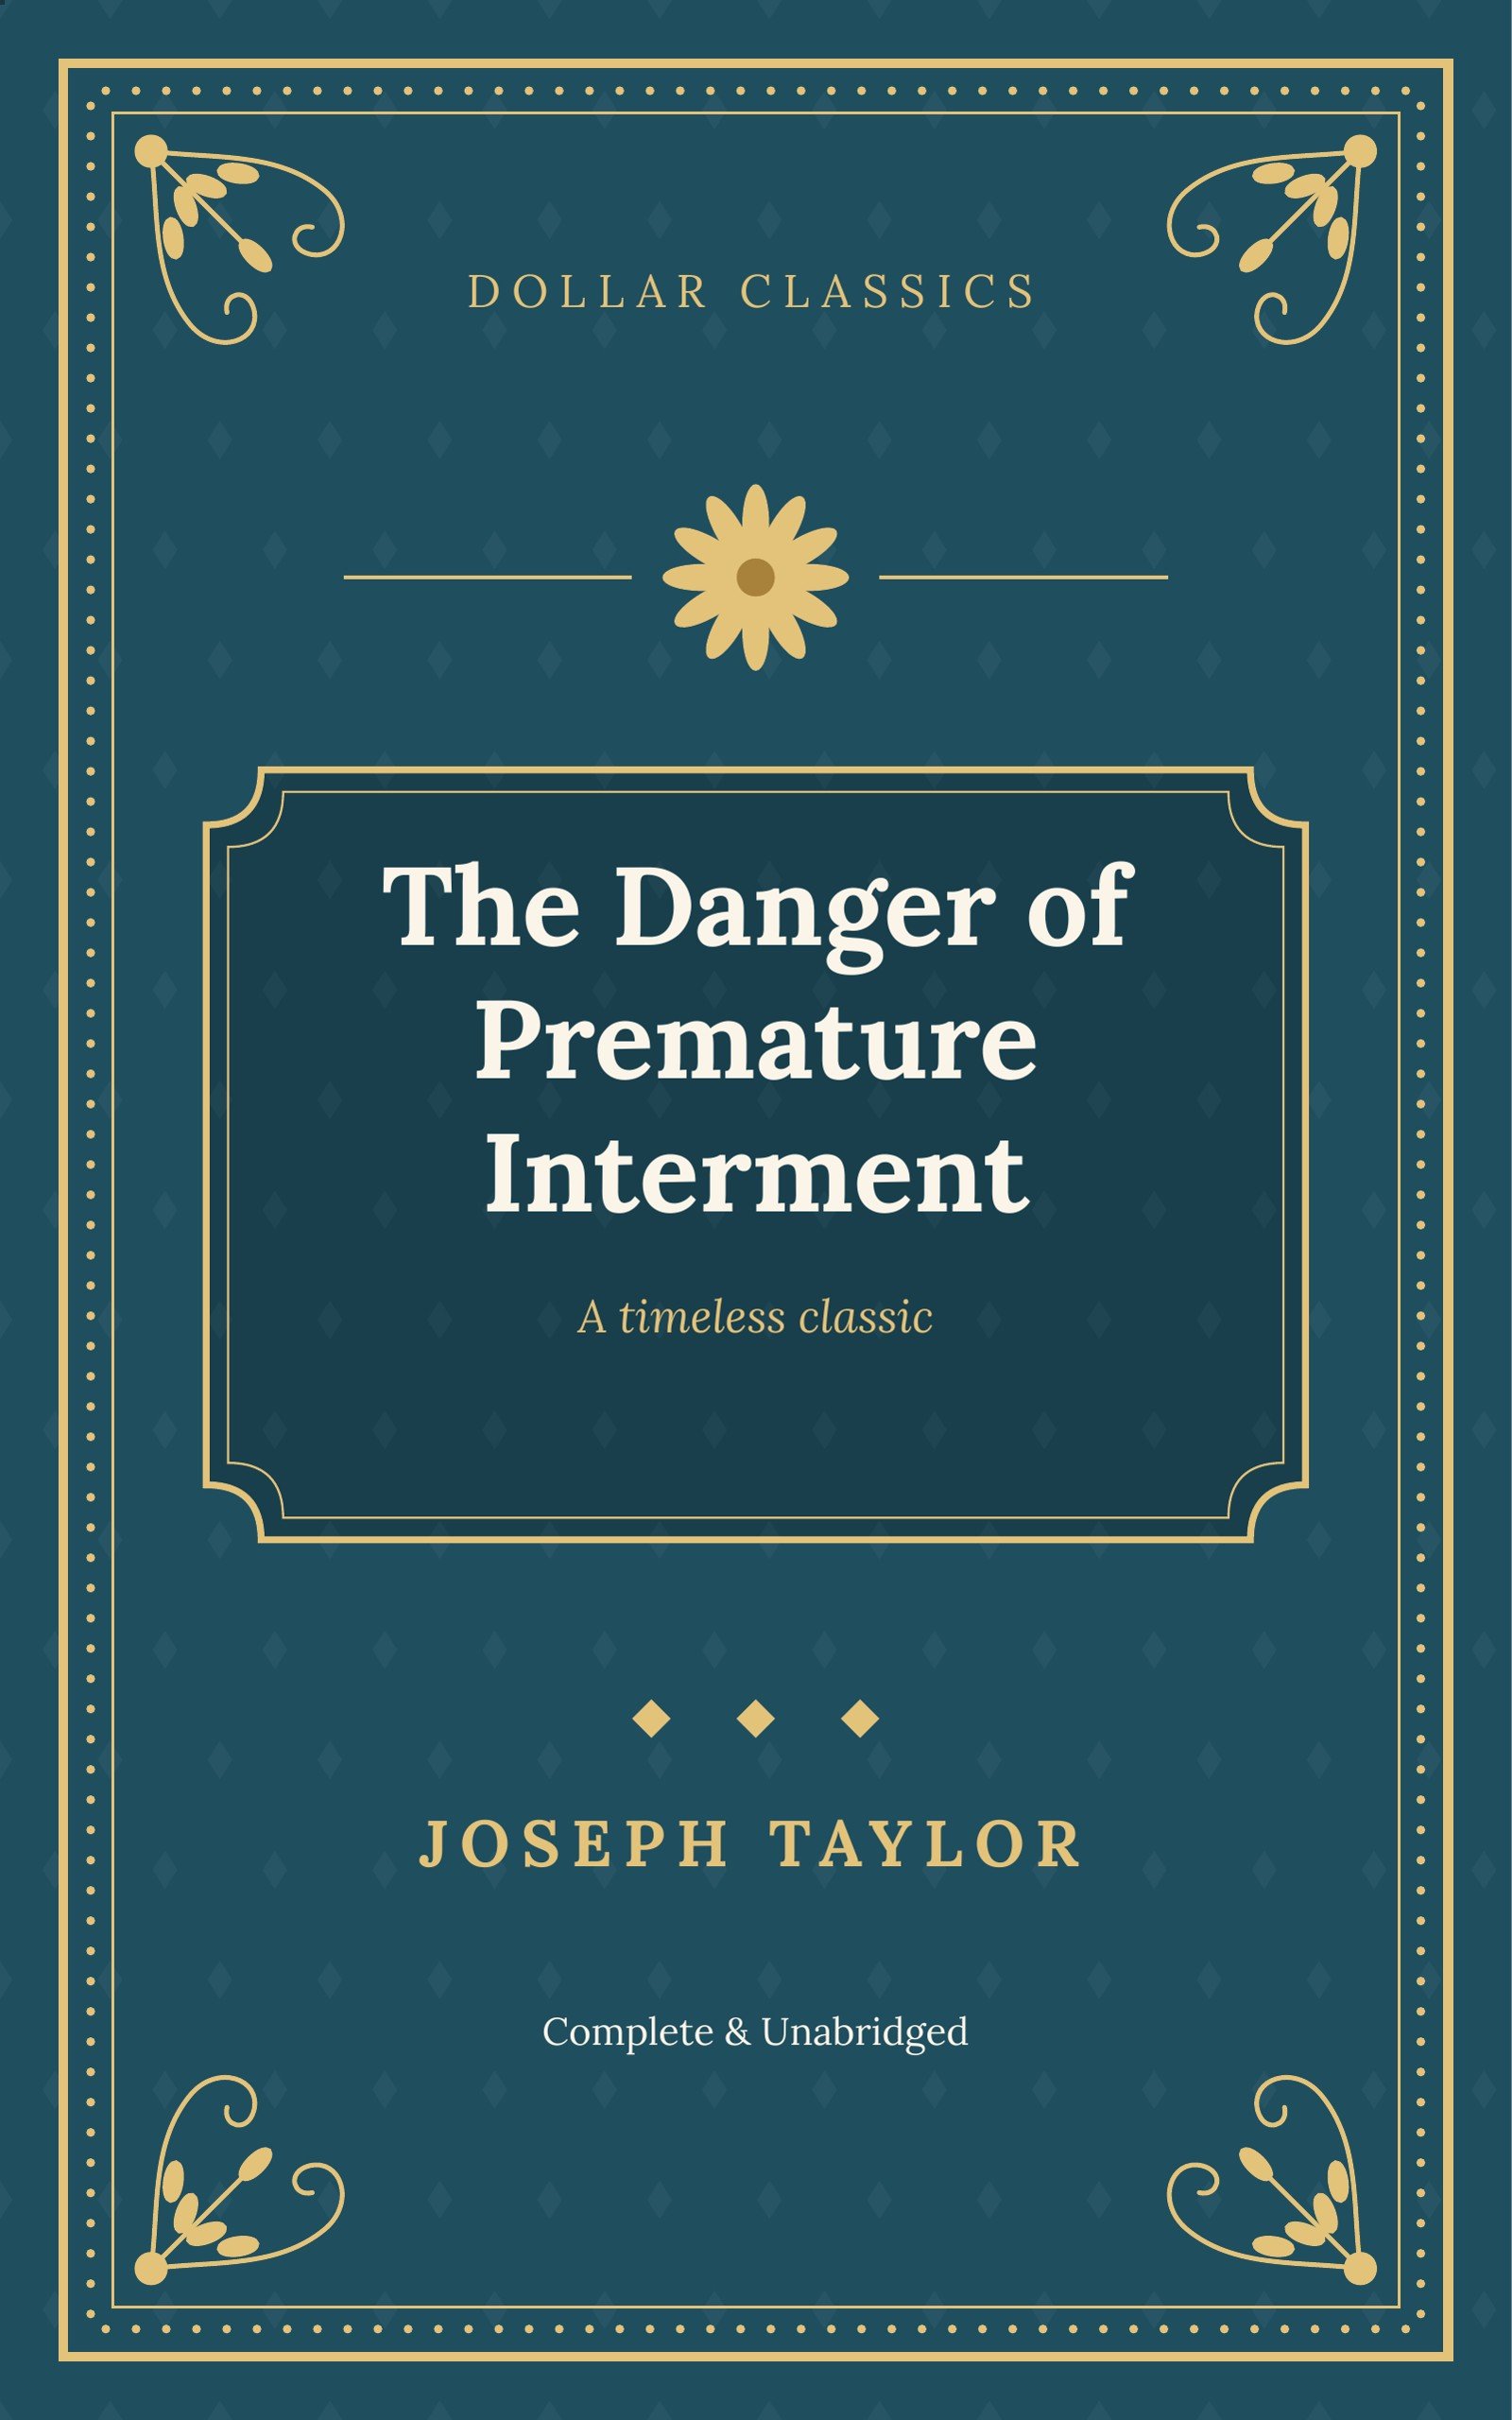 DOLLAR CLASSICS
The Danger of
Premature
Interment
A timeless classic
JOSEPH TAYLOR
Complete & Unabridged